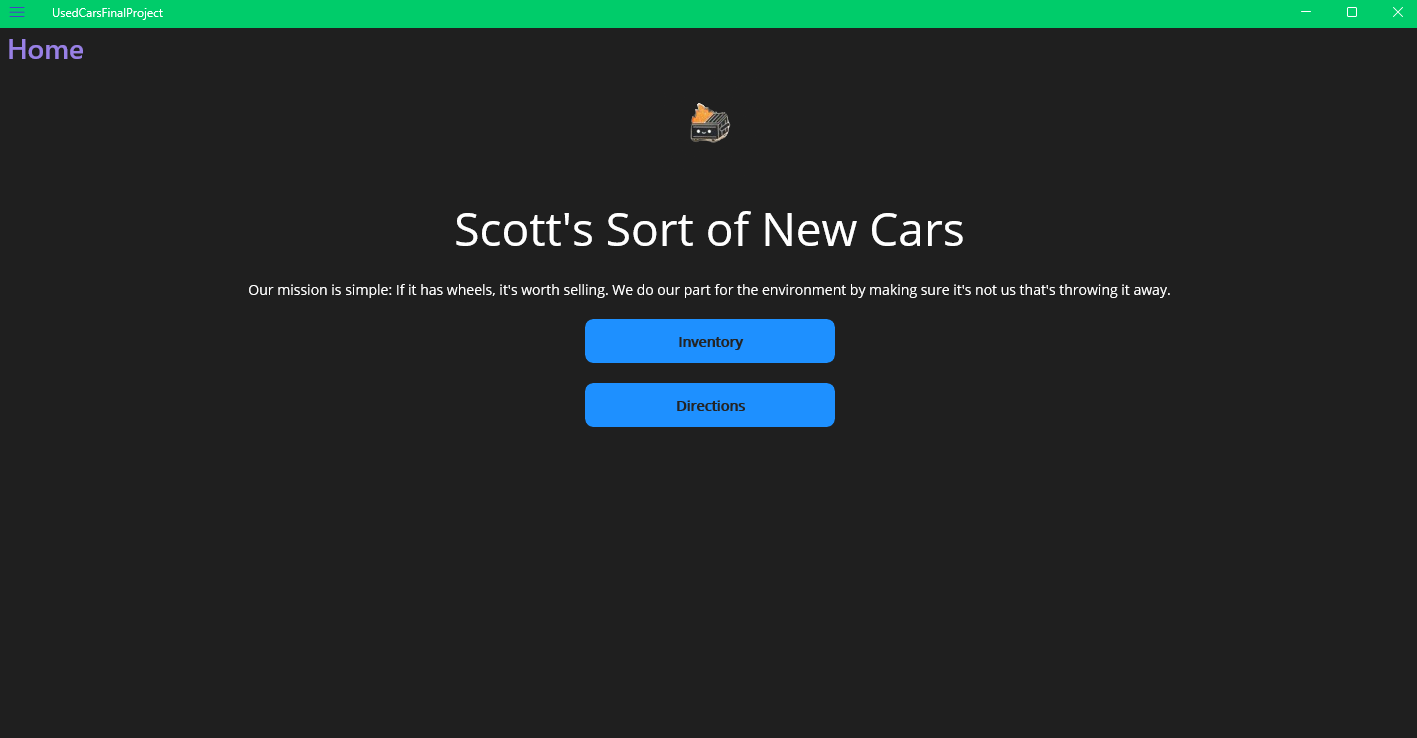 UsedCarsFinalProject
Home
Scott's Sort of New Cars
Our mission is simple: If it has wheels, it's worth selling. We do our part for the environment by making sure it's not us that's throwing it away.
Inventory
Directions